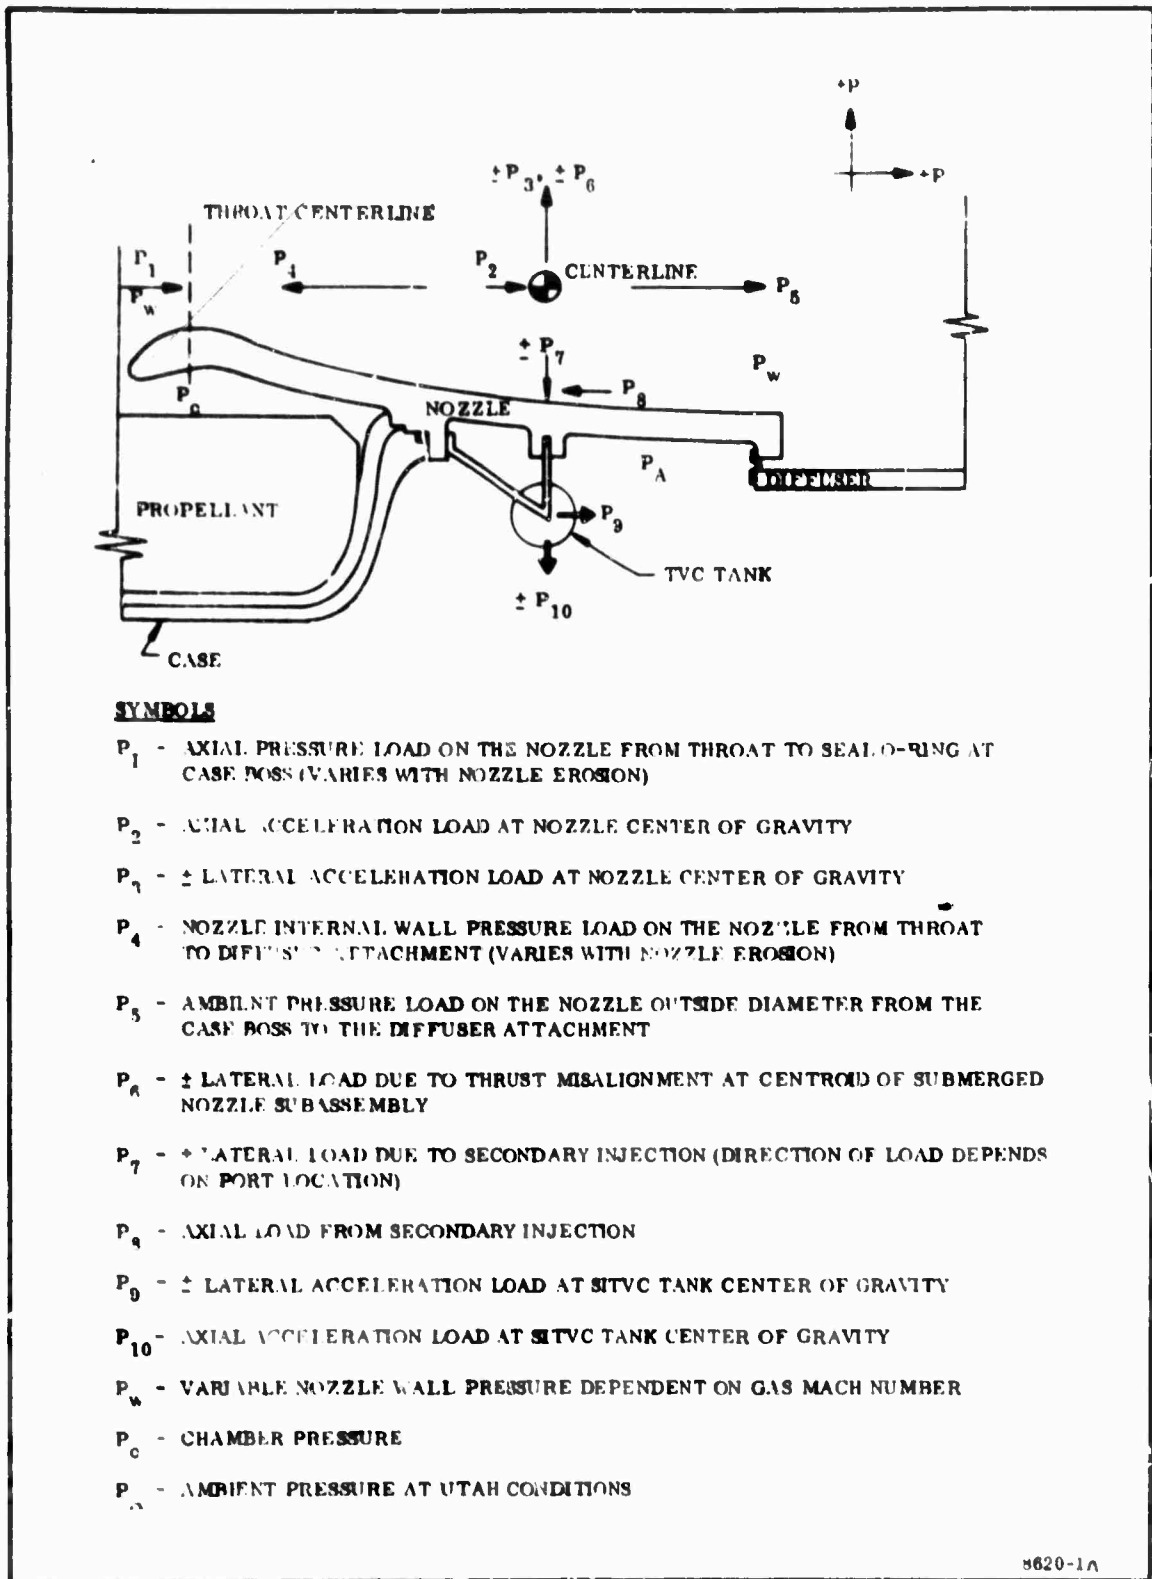 +P
± P3, ± P6
+P
THROAT CENTERLINE
P1
P4
P2
CENTERLINE
P5
Pw
± P7
Pw
P8
Pc
NOZZLE
PA
DIFFUSER
PROPELLANT
P9
TVC TANK
± P10
CASE
SYMBOLS
P1 - AXIAL PRESSURE LOAD ON THE NOZZLE FROM THROAT TO SEAL O-RING AT
CASE BOSS (VARIES WITH NOZZLE EROSION)
P2 - AXIAL ACCELERATION LOAD AT NOZZLE CENTER OF GRAVITY
P3 - ± LATERAL ACCELERATION LOAD AT NOZZLE CENTER OF GRAVITY
P4 - NOZZLE INTERNAL WALL PRESSURE LOAD ON THE NOZZLE FROM THROAT
TO DIFFUSER ATTACHMENT (VARIES WITH NOZZLE EROSION)
P5 - AMBIENT PRESSURE LOAD ON THE NOZZLE OUTSIDE DIAMETER FROM THE
CASE BOSS TO THE DIFFUSER ATTACHMENT
P6 - ± LATERAL LOAD DUE TO THRUST MISALIGNMENT AT CENTROID OF SUBMERGED
NOZZLE SUBASSEMBLY
P7 - ± LATERAL LOAD DUE TO SECONDARY INJECTION (DIRECTION OF LOAD DEPENDS
ON PORT LOCATION)
P8 - AXIAL LOAD FROM SECONDARY INJECTION
P9 - ± LATERAL ACCELERATION LOAD AT SITVC TANK CENTER OF GRAVITY
P10 - AXIAL ACCELERATION LOAD AT SITVC TANK CENTER OF GRAVITY
Pw - VARIABLE NOZZLE WALL PRESSURE DEPENDENT ON GAS MACH NUMBER
Pc - CHAMBER PRESSURE
PA - AMBIENT PRESSURE AT UTAH CONDITIONS
8620-1A